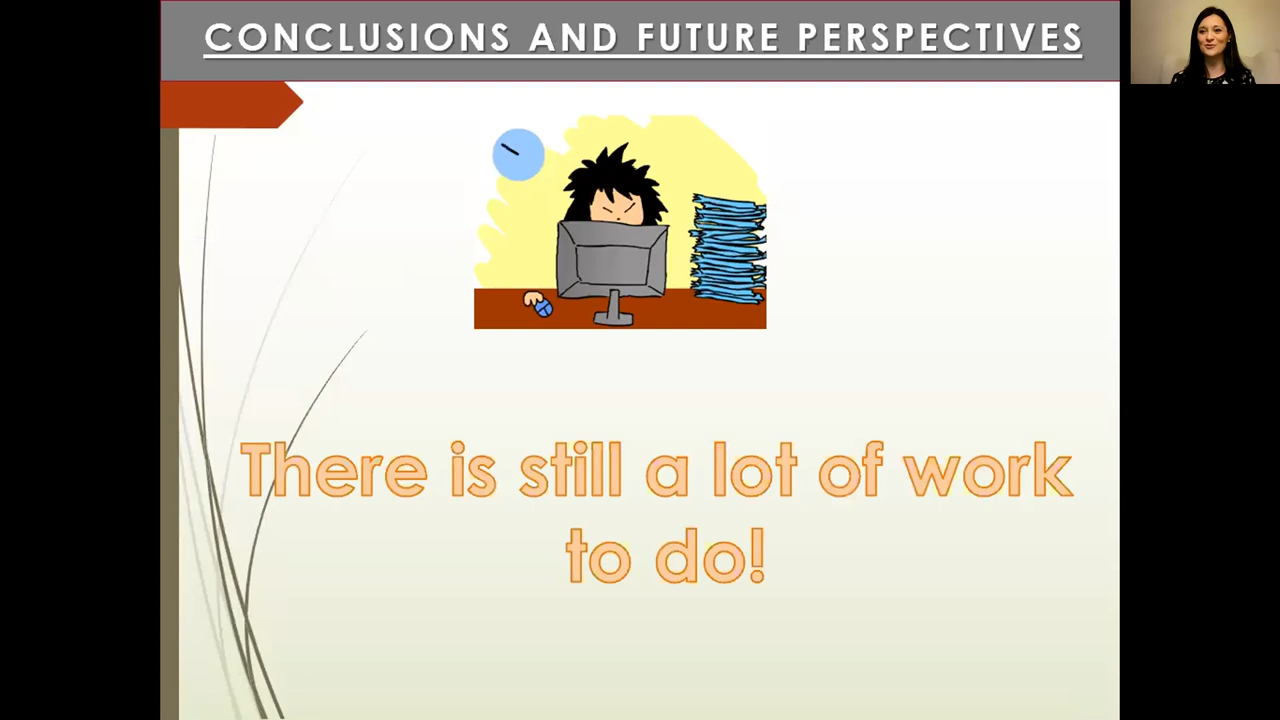 CONCLUSIONS AND FUTURE PERSPECTIVES
There is still a lot of work
to do!